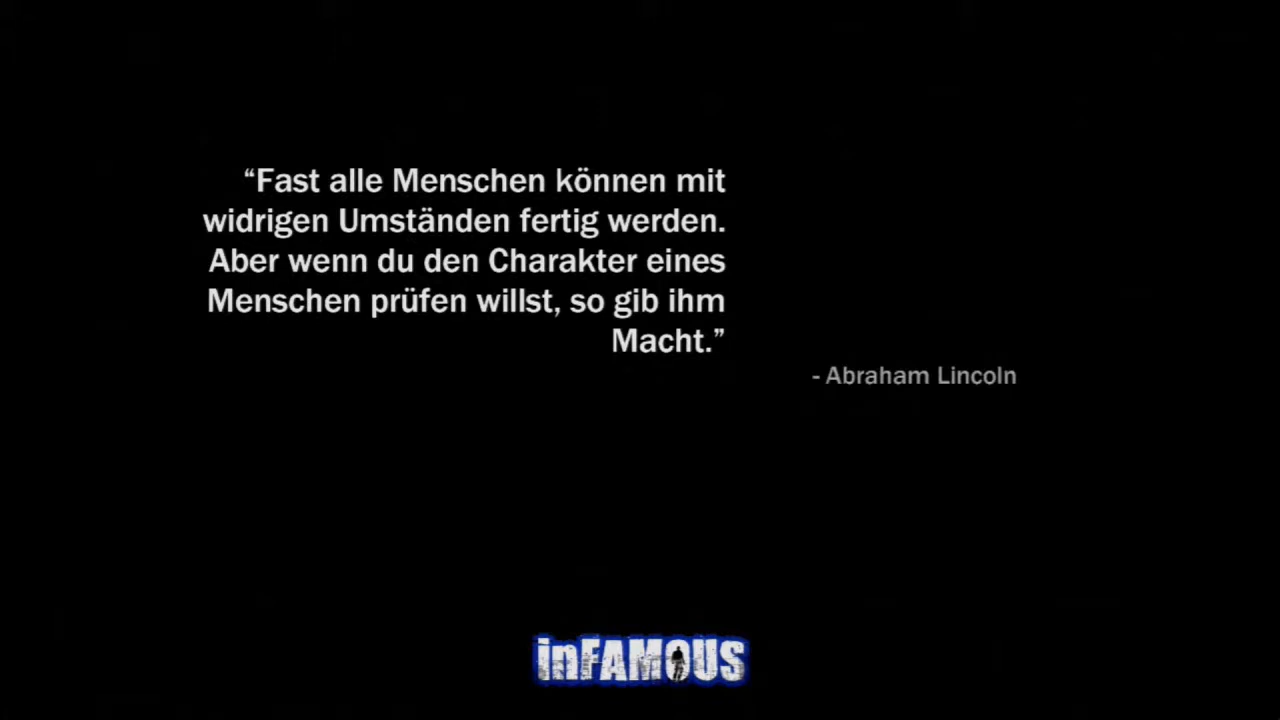 “Fast alle Menschen können mit
widrigen Umständen fertig werden.
Aber wenn du den Charakter eines
Menschen prüfen willst, so gib ihm
Macht.”
- Abraham Lincoln
inFAMOUS